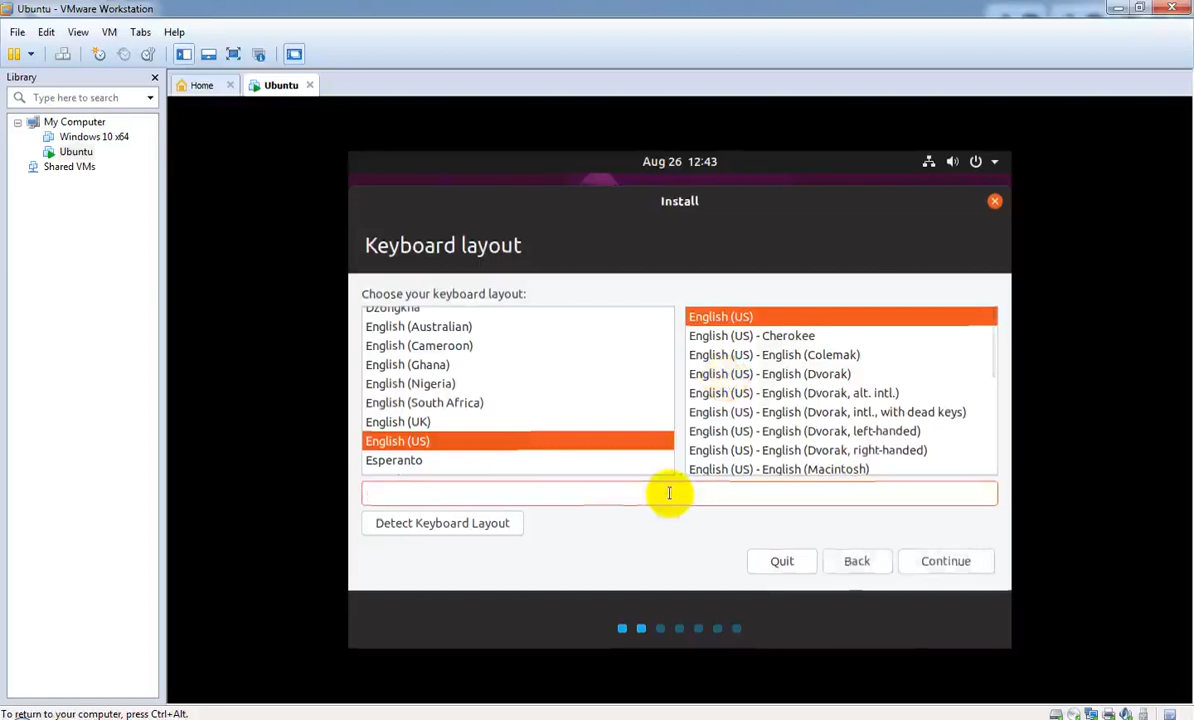 Ubuntu - VMware Workstation
File Edit View VM Tabs Help
Library
Type here to search
My Computer
Windows 10 x64
Ubuntu
Shared VMs
Home
Ubuntu
Aug 26 12:43
Install
Keyboard layout
Choose your keyboard layout:
Dzongkha
English (Australian)
English (Cameroon)
English (Ghana)
English (Nigeria)
English (South Africa)
English (UK)
English (US)
Esperanto
English (US)
English (US) - Cherokee
English (US) - English (Colemak)
English (US) - English (Dvorak)
English (US) - English (Dvorak, alt. intl.)
English (US) - English (Dvorak, intl., with dead keys)
English (US) - English (Dvorak, left-handed)
English (US) - English (Dvorak, right-handed)
English (US) - English (Macintosh)
Detect Keyboard Layout
Quit Back Continue
To return to your computer, press Ctrl+Alt.